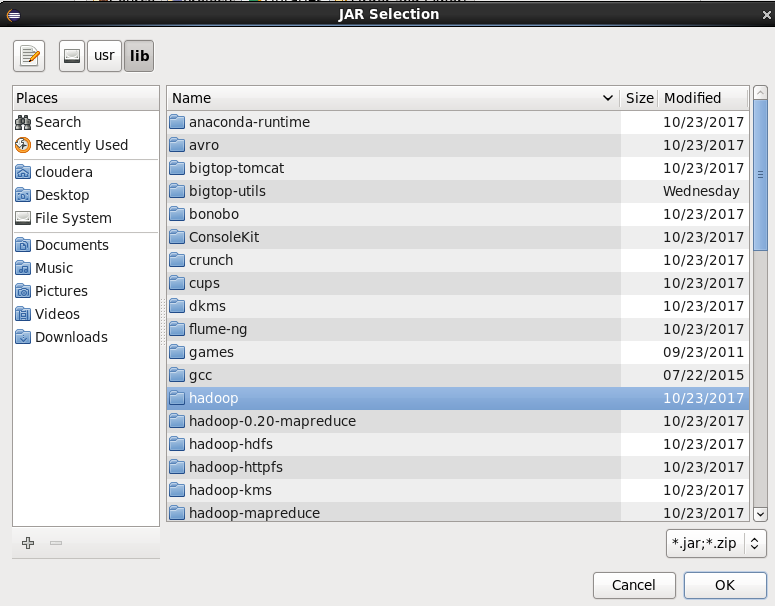 JAR Selection
usr lib
Places
Search
Recently Used
cloudera
Desktop
File System
Documents
Music
Pictures
Videos
Downloads
Name Size Modified
anaconda-runtime 10/23/2017
avro 10/23/2017
bigtop-tomcat 10/23/2017
bigtop-utils Wednesday
bonobo 10/23/2017
ConsoleKit 10/23/2017
crunch 10/23/2017
cups 10/23/2017
dkms 10/23/2017
flume-ng 10/23/2017
games 09/23/2011
gcc 07/22/2015
hadoop 10/23/2017
hadoop-0.20-mapreduce 10/23/2017
hadoop-hdfs 10/23/2017
hadoop-httpfs 10/23/2017
hadoop-kms 10/23/2017
hadoop-mapreduce 10/23/2017
*.jar;*.zip
Cancel OK